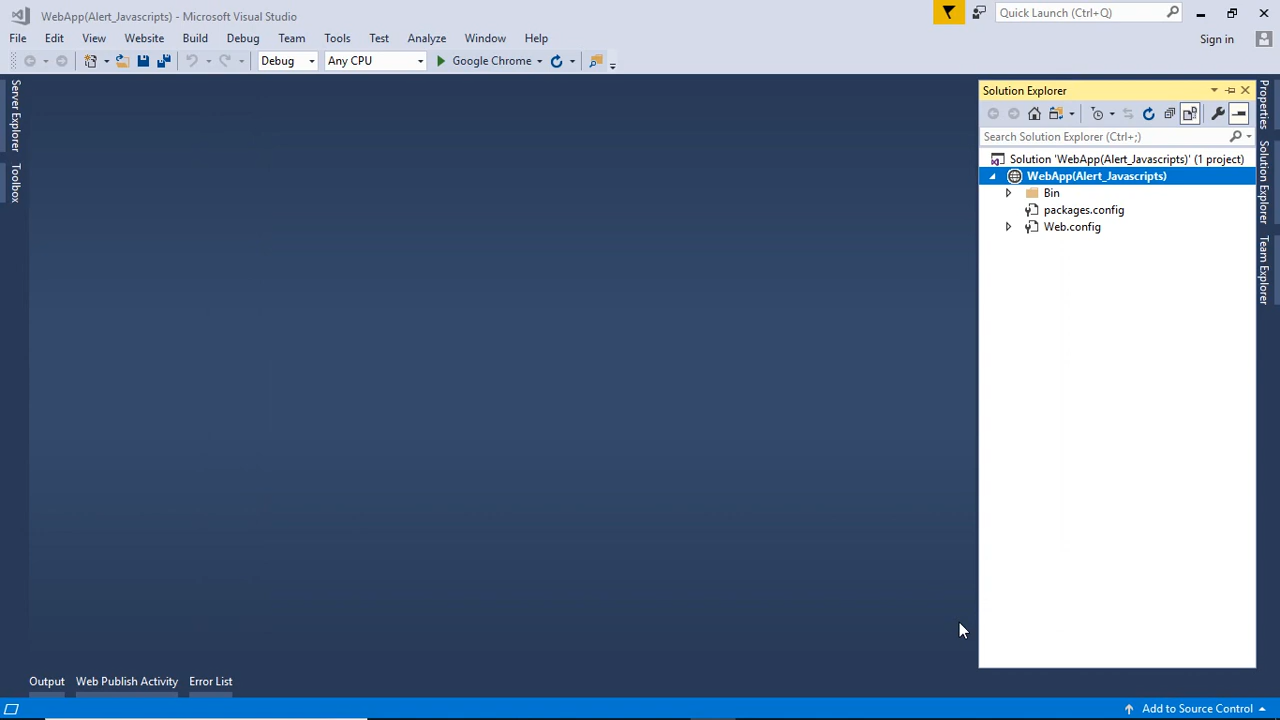 WebApp(Alert_Javascripts) - Microsoft Visual Studio
Quick Launch (Ctrl+Q)
File Edit View Website Build Debug Team Tools Test Analyze Window Help
Sign in
Debug Any CPU Google Chrome
Server Explorer
Toolbox
Solution Explorer
Search Solution Explorer (Ctrl+;)
Solution 'WebApp(Alert_Javascripts)' (1 project)
WebApp(Alert_Javascripts)
Bin
packages.config
Web.config
Properties
Solution Explorer
Team Explorer
Output Web Publish Activity Error List
Add to Source Control